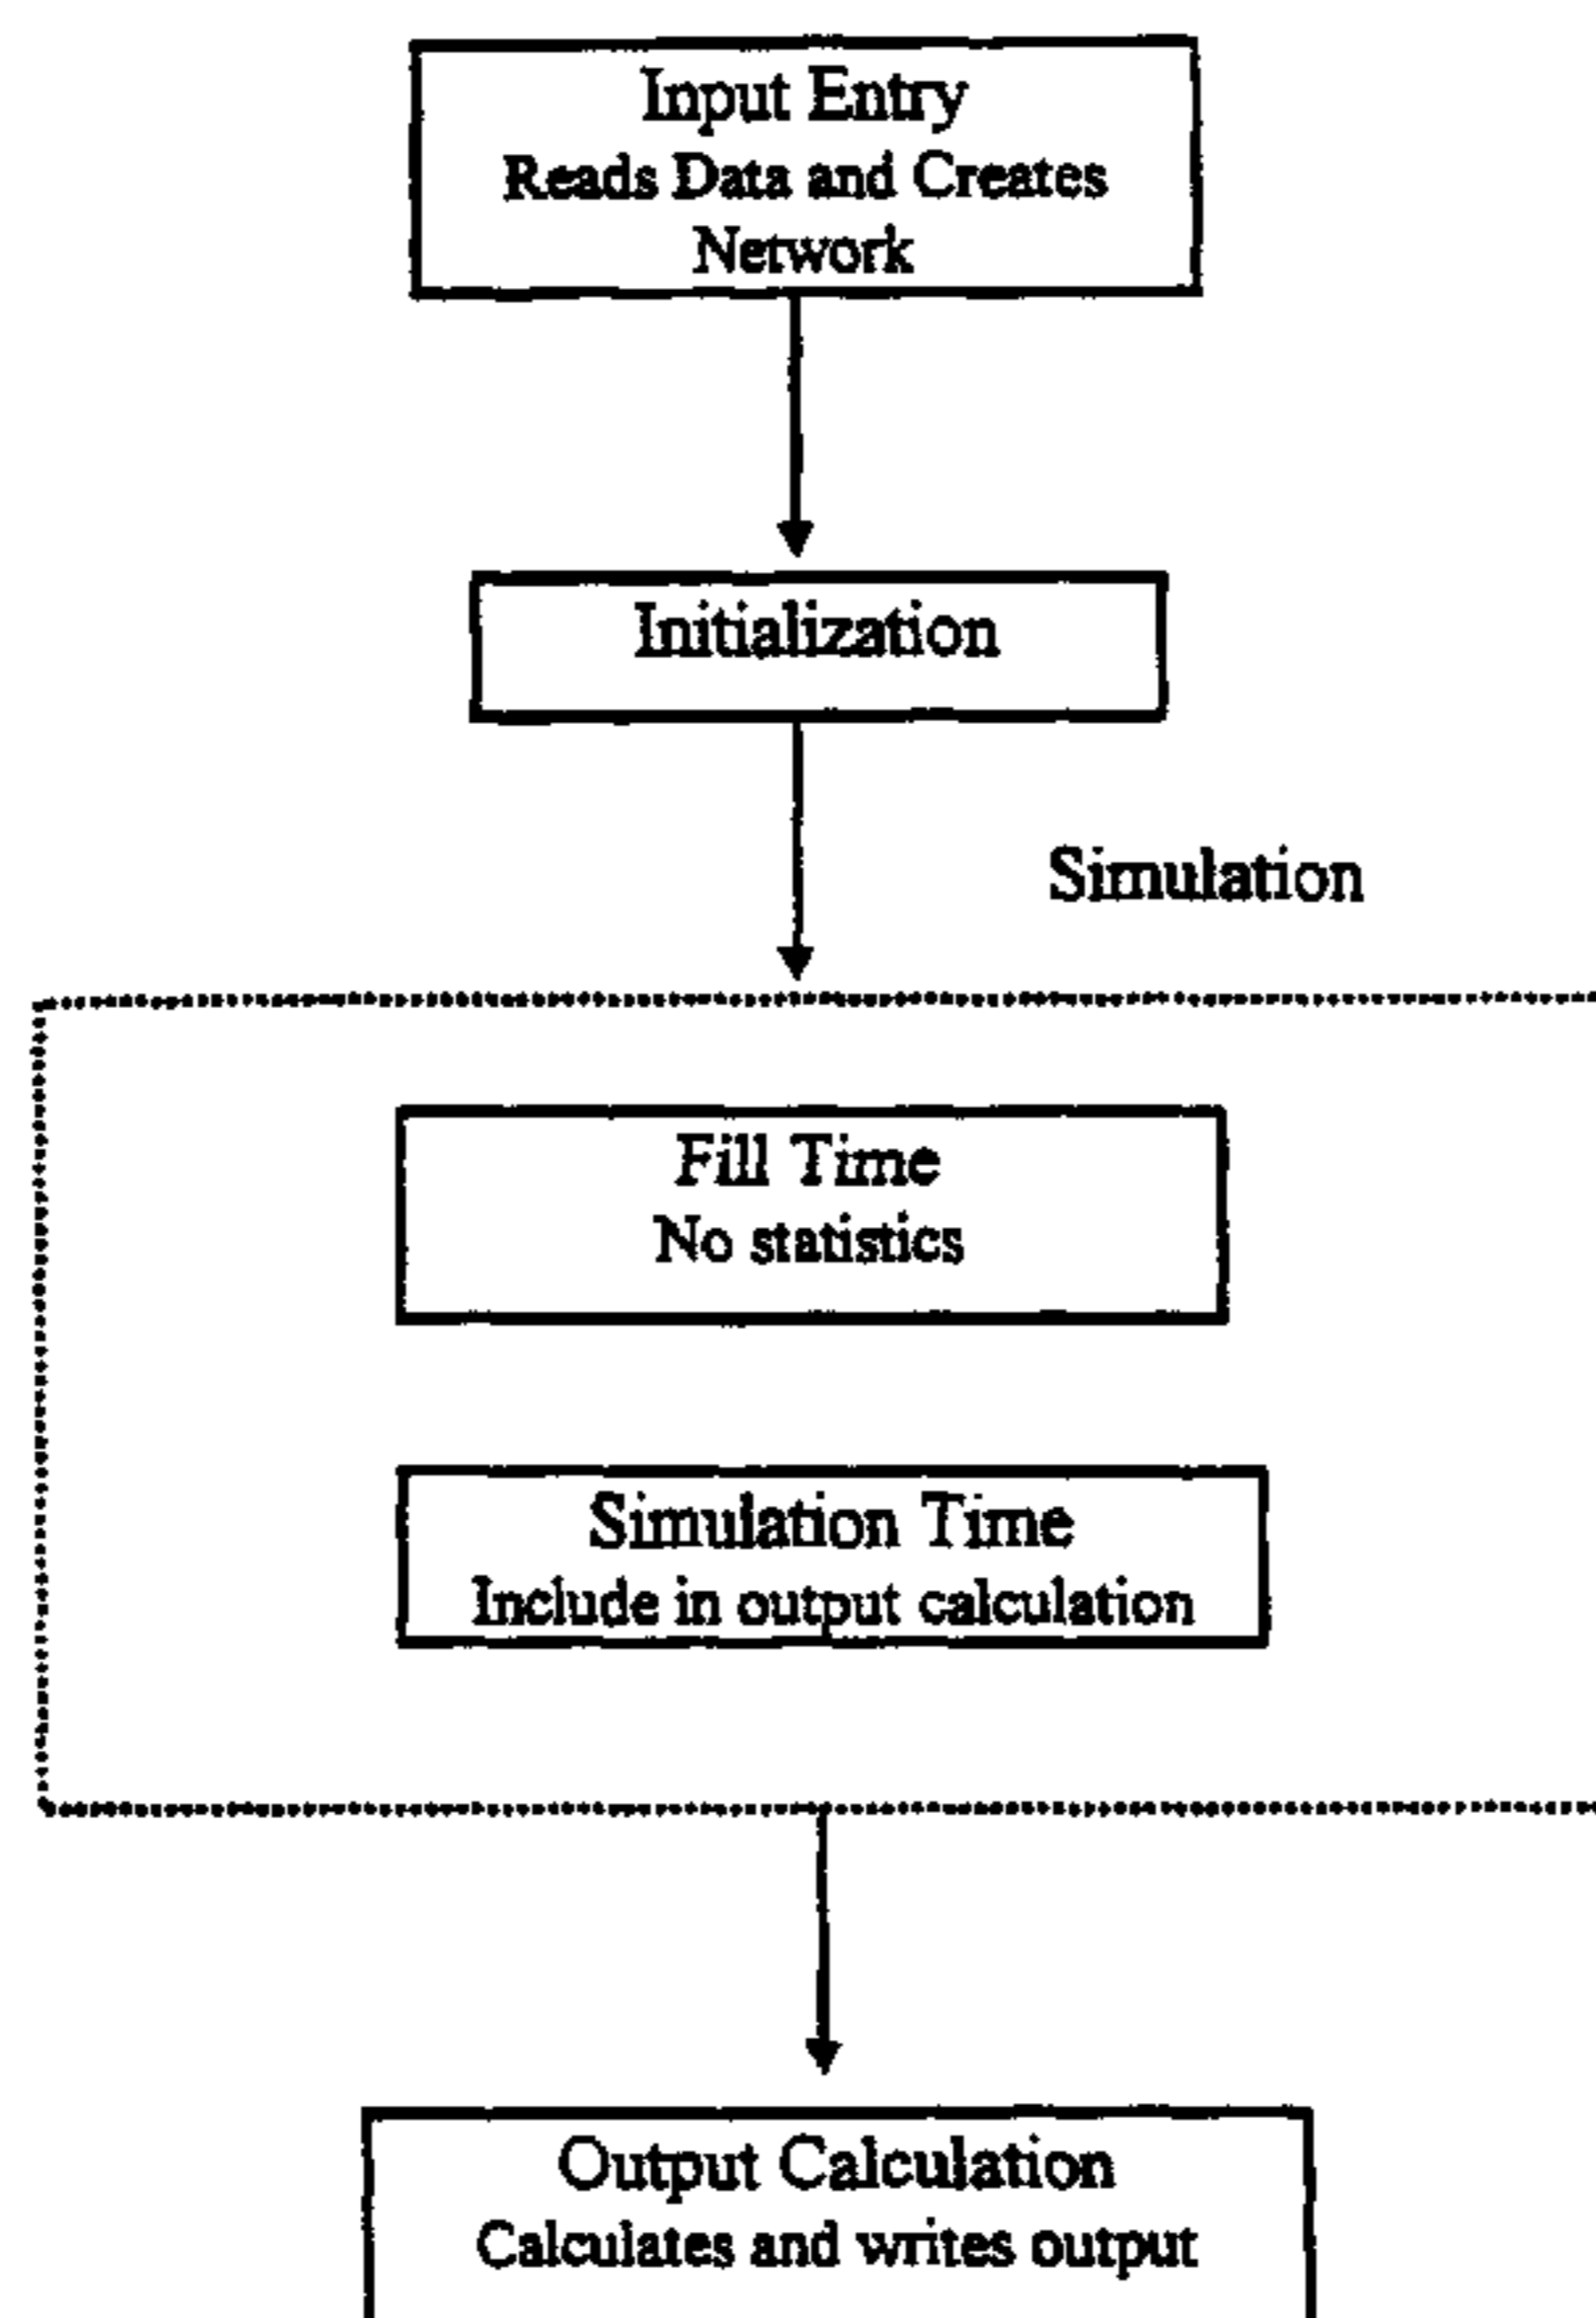 Input Entry
Reads Data and Creates
Network
Initialization
Simulation
Fill Time
No statistics
Simulation Time
Include in output calculation
Output Calculation
Calculates and writes output